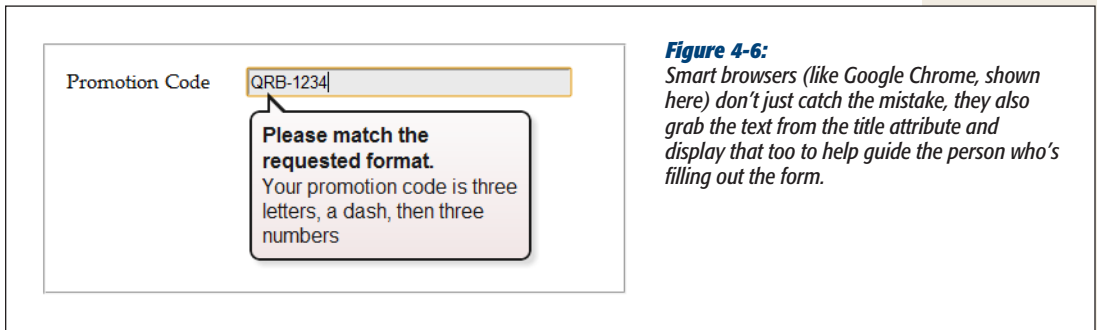 Promotion Code
QRB-1234
Please match the
requested format.
Your promotion code is three
letters, a dash, then three
numbers
Figure 4-6:
Smart browsers (like Google Chrome, shown
here) don't just catch the mistake, they also
grab the text from the title attribute and
display that too to help guide the person who's
filling out the form.